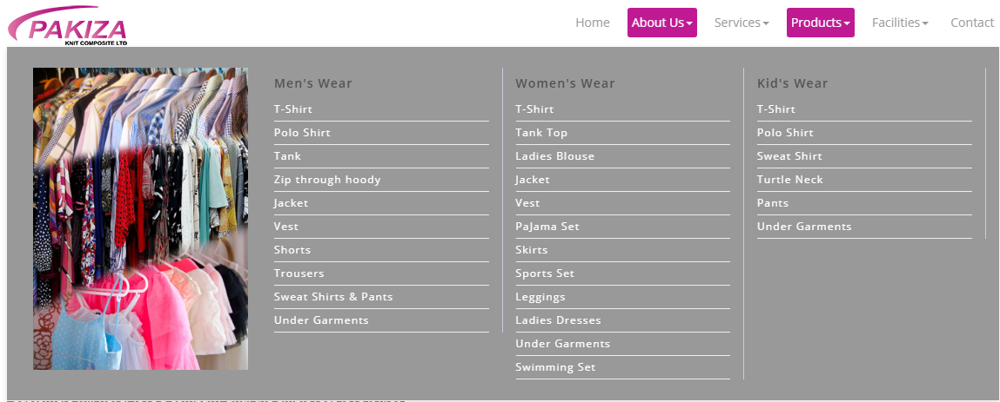 PAKIZA
KNIT COMPOSITE LTD
Home About Us Services Products Facilities Contact
Men's Wear
T-Shirt
Polo Shirt
Tank
Zip through hoody
Jacket
Vest
Shorts
Trousers
Sweat Shirts & Pants
Under Garments
Women's Wear
T-Shirt
Tank Top
Ladies Blouse
Jacket
Vest
PaJama Set
Skirts
Sports Set
Leggings
Ladies Dresses
Under Garments
Swimming Set
Kid's Wear
T-Shirt
Polo Shirt
Sweat Shirt
Turtle Neck
Pants
Under Garments